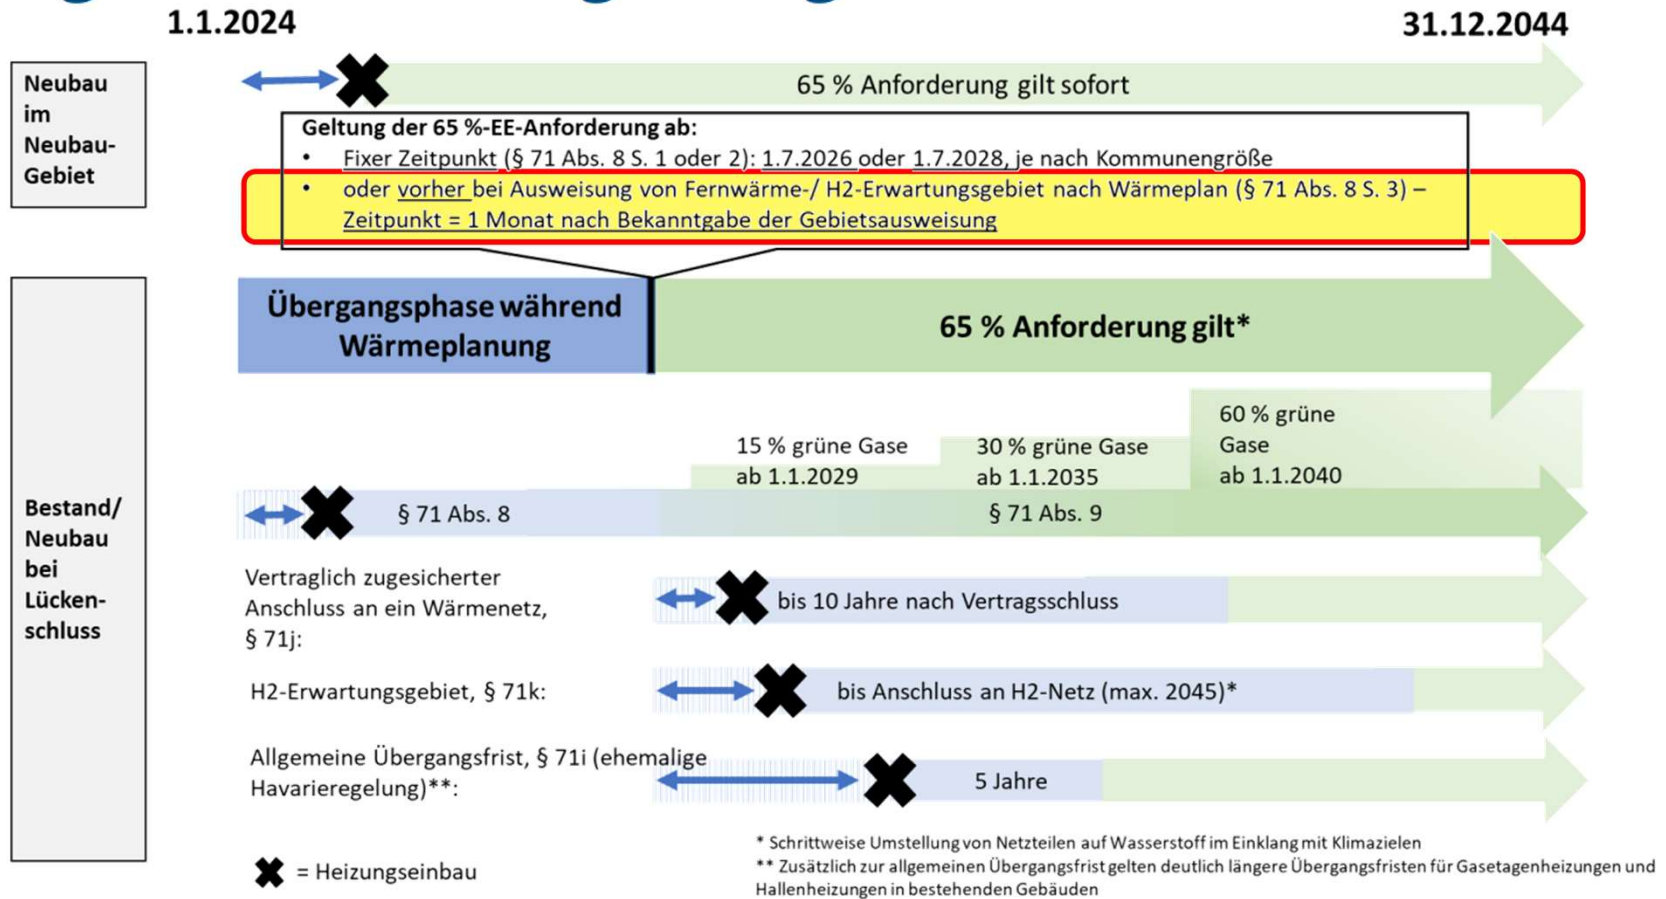 1.1.2024
31.12.2044
Neubau
im
Neubau-
Gebiet
65 % Anforderung gilt sofort
Geltung der 65 %-EE-Anforderung ab:
• Fixer Zeitpunkt (§ 71 Abs. 8 S. 1 oder 2): 1.7.2026 oder 1.7.2028, je nach Kommunengröße
• oder vorher bei Ausweisung von Fernwärme-/ H2-Erwartungsgebiet nach Wärmeplan (§ 71 Abs. 8 S. 3) –
Zeitpunkt = 1 Monat nach Bekanntgabe der Gebietsausweisung
Übergangsphase während
Wärmeplanung
65 % Anforderung gilt*
Bestand/
Neubau
bei
Lücken-
schluss
15 % grüne Gase
ab 1.1.2029
30 % grüne Gase
ab 1.1.2035
60 % grüne
Gase
ab 1.1.2040
§ 71 Abs. 8
§ 71 Abs. 9
Vertraglich zugesicherter
Anschluss an ein Wärmenetz,
§ 71j:
bis 10 Jahre nach Vertragsschluss
H2-Erwartungsgebiet, § 71k:
bis Anschluss an H2-Netz (max. 2045)*
Allgemeine Übergangsfrist, § 71i (ehemalige
Havarieregelung)**:
5 Jahre
= Heizungseinbau
* Schrittweise Umstellung von Netzteilen auf Wasserstoff im Einklang mit Klimazielen
** Zusätzlich zur allgemeinen Übergangsfrist gelten deutlich längere Übergangsfristen für Gasetagenheizungen und
Hallenheizungen in bestehenden Gebäuden